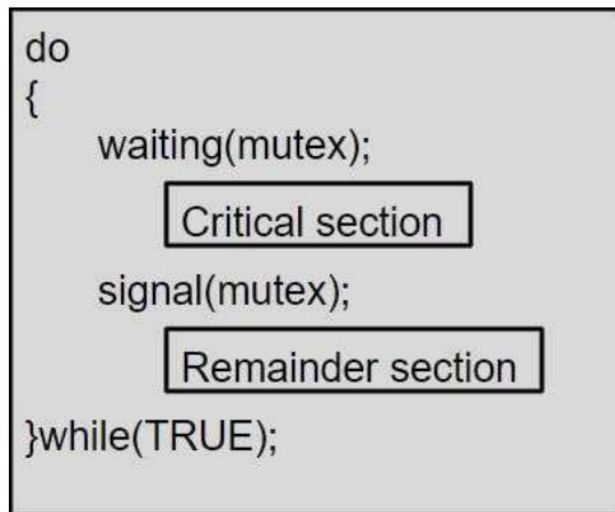 do
{
waiting(mutex);
Critical section
signal(mutex);
Remainder section
}while(TRUE);